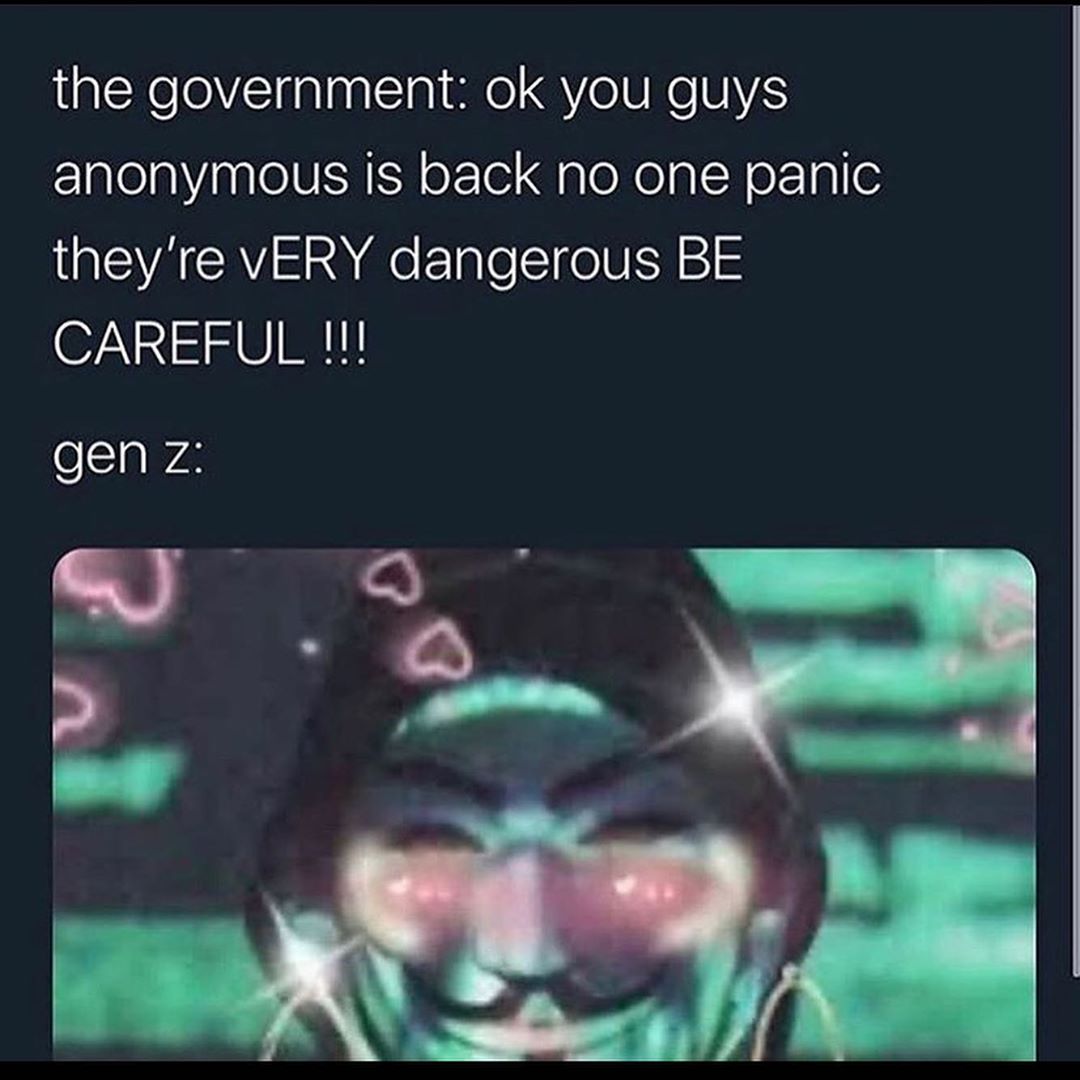 the government: ok you guys
anonymous is back no one panic
they’re vERY dangerous BE
CAREFUL !!!
gen z: